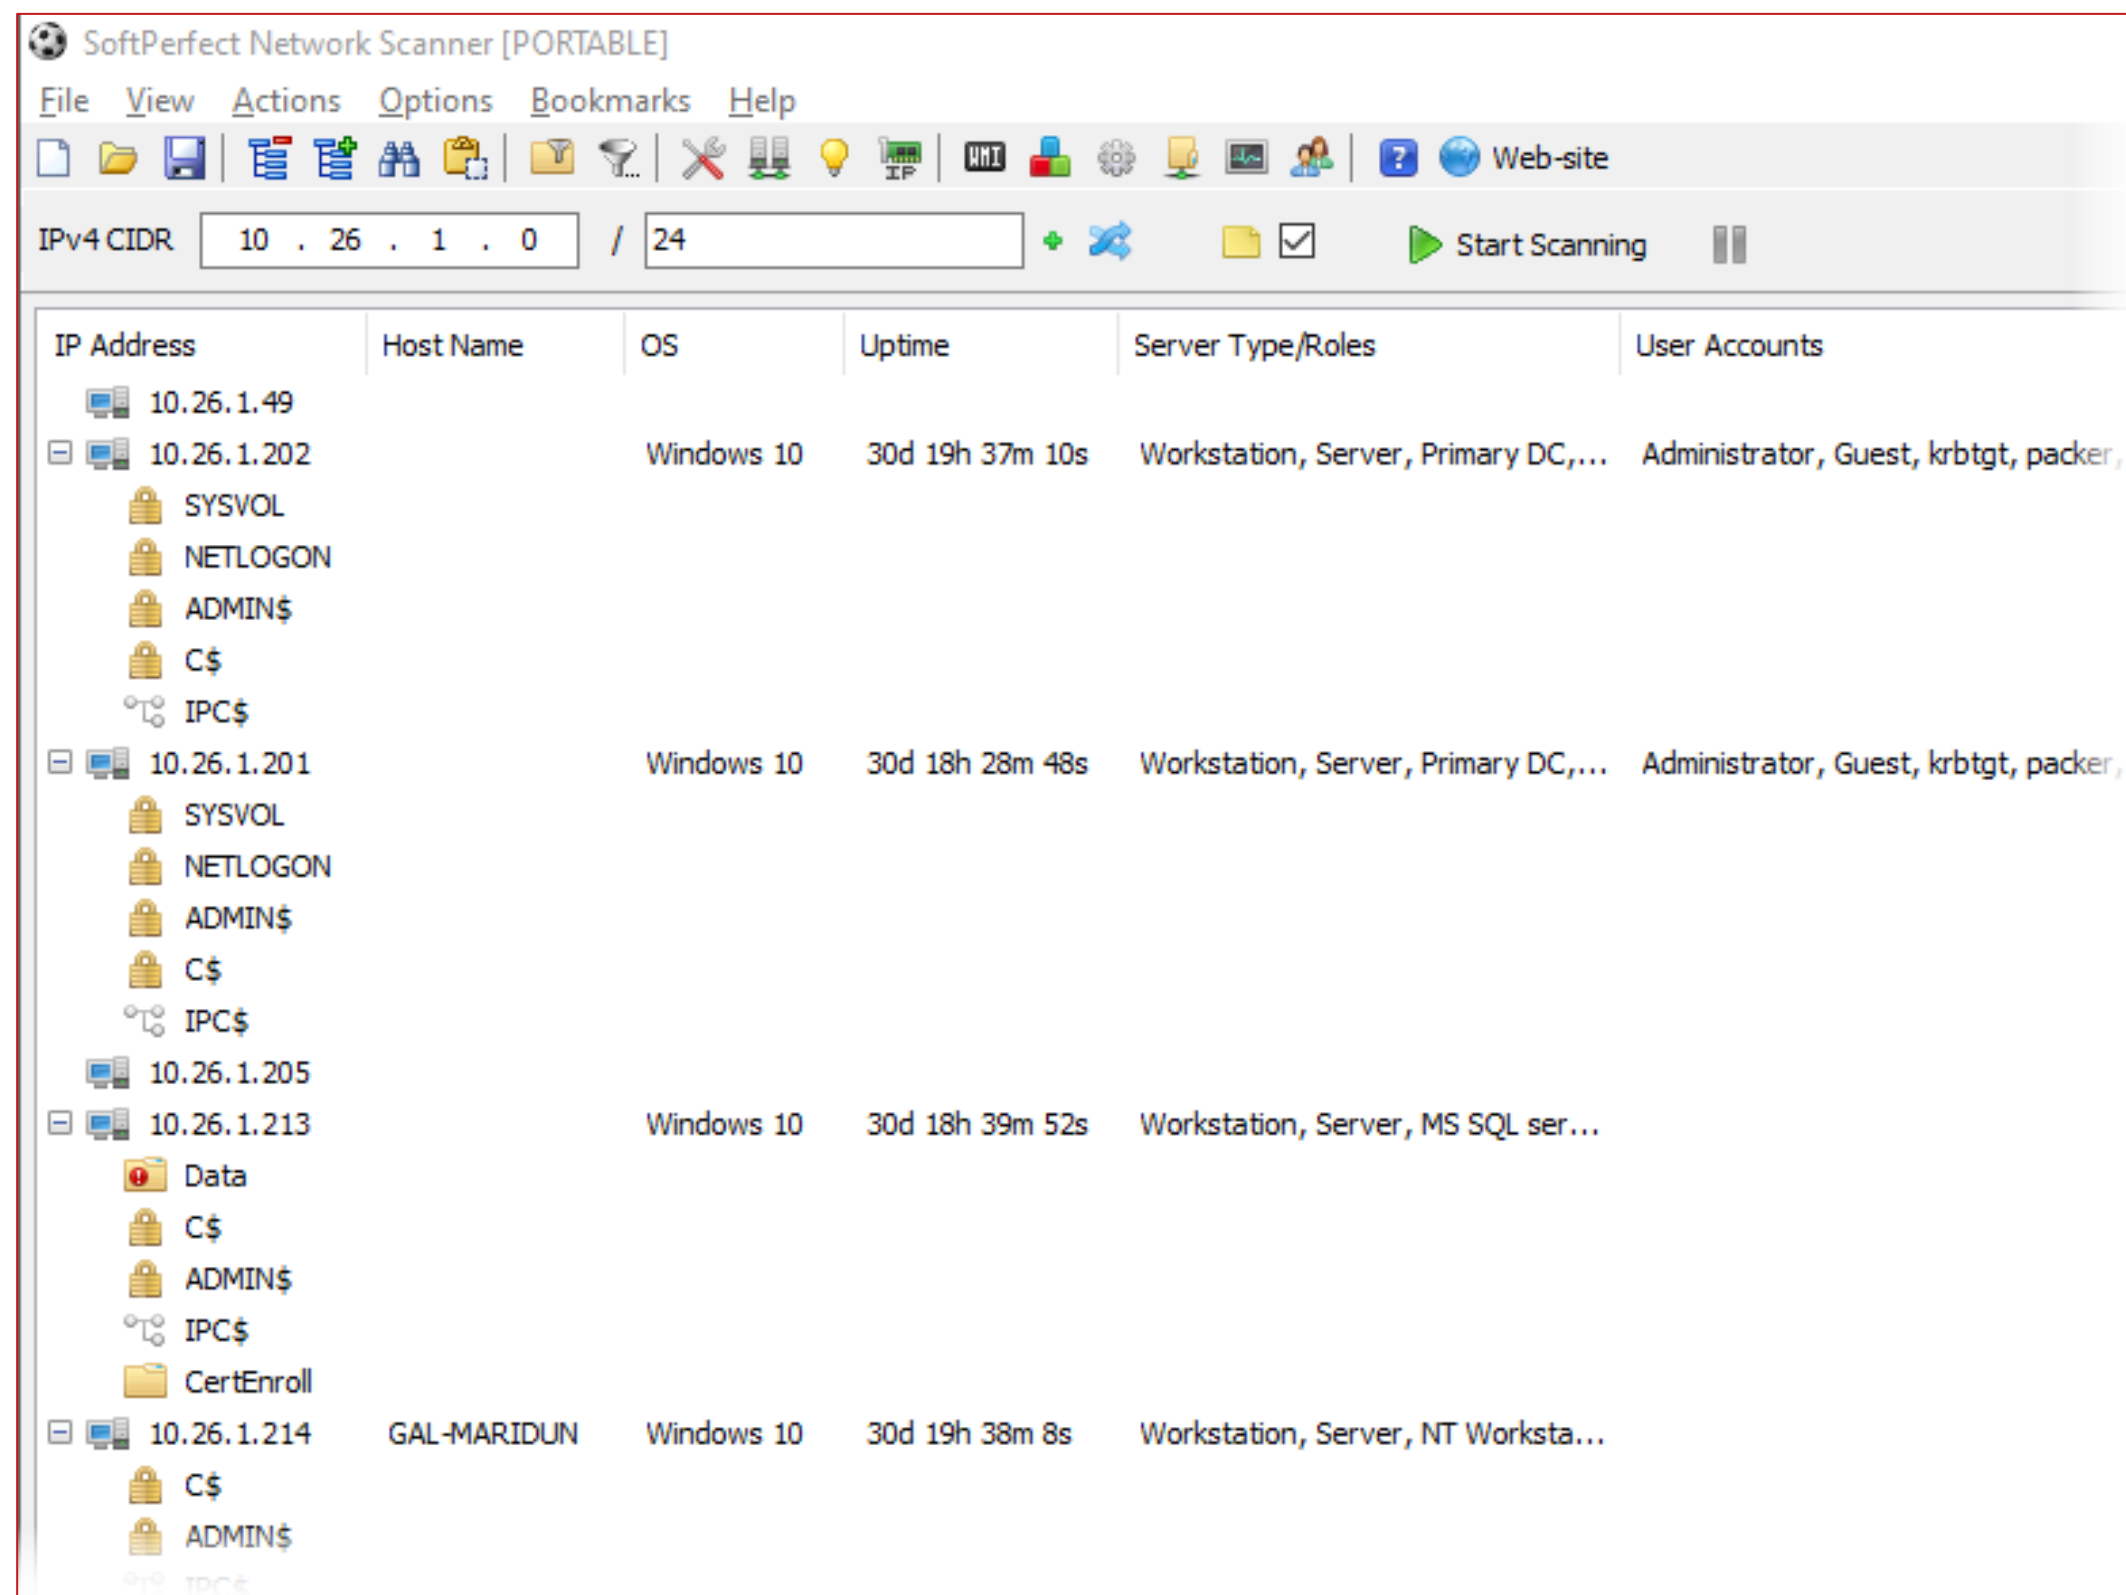 SoftPerfect Network Scanner [PORTABLE]
File View Actions Options Bookmarks Help
WMI IP ? Web-site
IPv4 CIDR 10 . 26 . 1 . 0 / 24 Start Scanning
IP Address Host Name OS Uptime Server Type/Roles User Accounts
10.26.1.49
10.26.1.202 Windows 10 30d 19h 37m 10s Workstation, Server, Primary DC,... Administrator, Guest, krbtgt, packer,
SYSVOL
NETLOGON
ADMIN$
C$
IPC$
10.26.1.201 Windows 10 30d 18h 28m 48s Workstation, Server, Primary DC,... Administrator, Guest, krbtgt, packer,
SYSVOL
NETLOGON
ADMIN$
C$
IPC$
10.26.1.205
10.26.1.213 Windows 10 30d 18h 39m 52s Workstation, Server, MS SQL ser...
Data
C$
ADMIN$
IPC$
CertEnroll
10.26.1.214 GAL-MARIDUN Windows 10 30d 19h 38m 8s Workstation, Server, NT Worksta...
C$
ADMIN$
IPC$